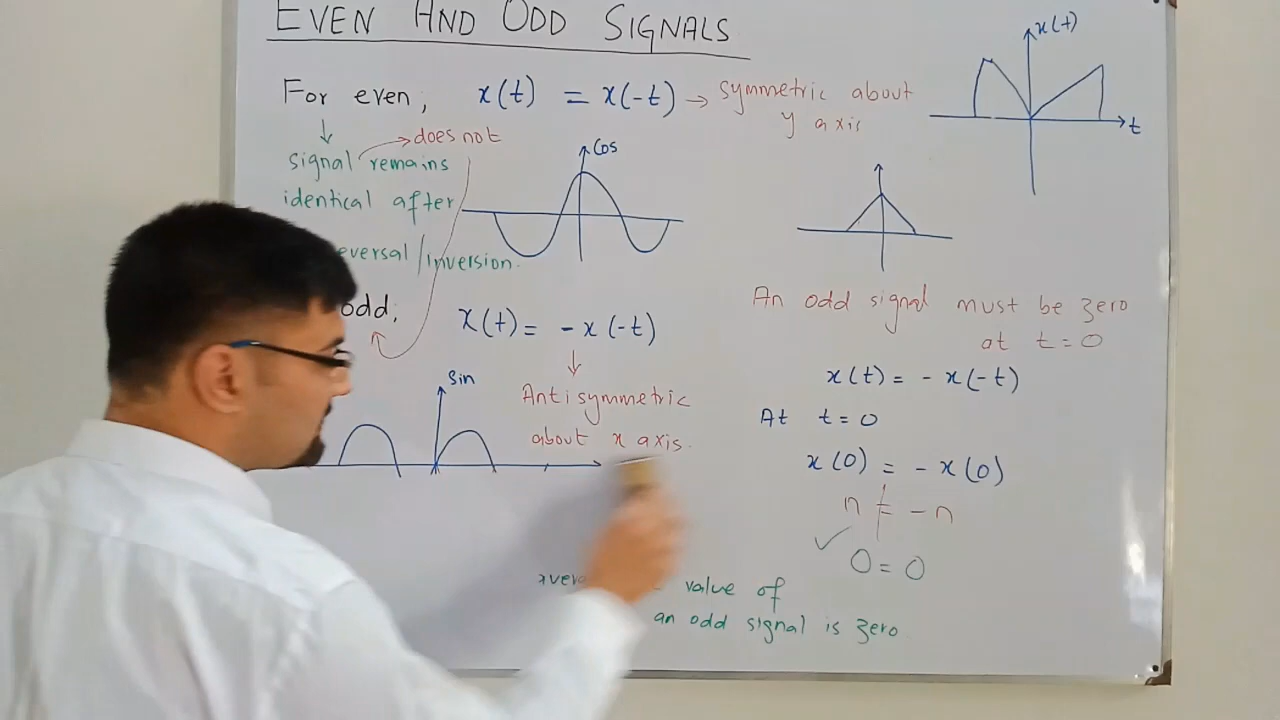 EVEN AND ODD SIGNALS
For even, x(t) = x(-t) → symmetric about
y axis
→ does not
signal remains
identical after
eversal/inversion.
x(t)
t
Cos
odd, x(t) = -x(-t)
Antisymmetric
about x axis.
Sin
An odd signal must be zero
at t=0
x(t) = -x(-t)
At t=0
x(0) = -x(0)
n ≠ -n
✓ 0=0
value of
an odd signal is zero.